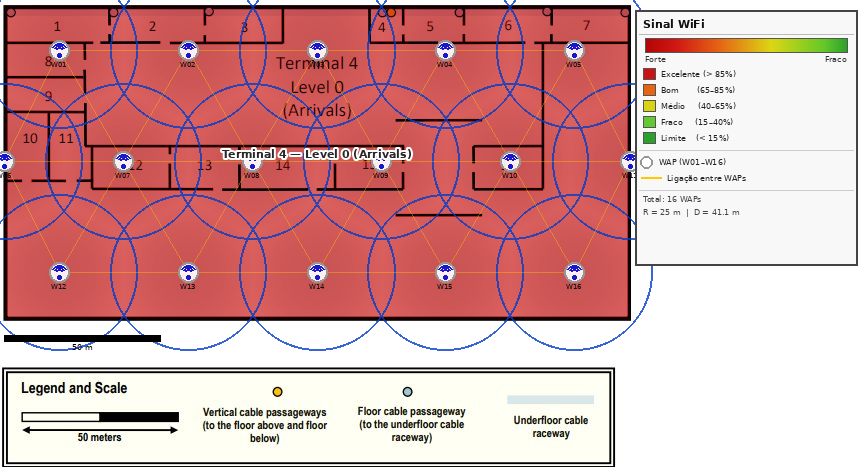 1
2
3
4
5
6
7
8
9
10
11
12
13
14
Terminal 4
Level 0
(Arrivals)
Terminal 4 — Level 0 (Arrivals)
W01
W02
W04
W05
W07
W08
W09
W10
W12
W13
W14
W15
W16
50 m
Sinal WiFi
Forte Fraco
Excelente (> 85%)
Bom (65–85%)
Médio (40–65%)
Fraco (15–40%)
Limite (< 15%)
WAP (W01–W16)
Ligação entre WAPs
Total: 16 WAPs
R = 25 m | D = 41.1 m
Legend and Scale
50 meters
Vertical cable passageways
(to the floor above and floor
below)
Floor cable passageway
(to the underfloor cable
raceway)
Underfloor cable
raceway